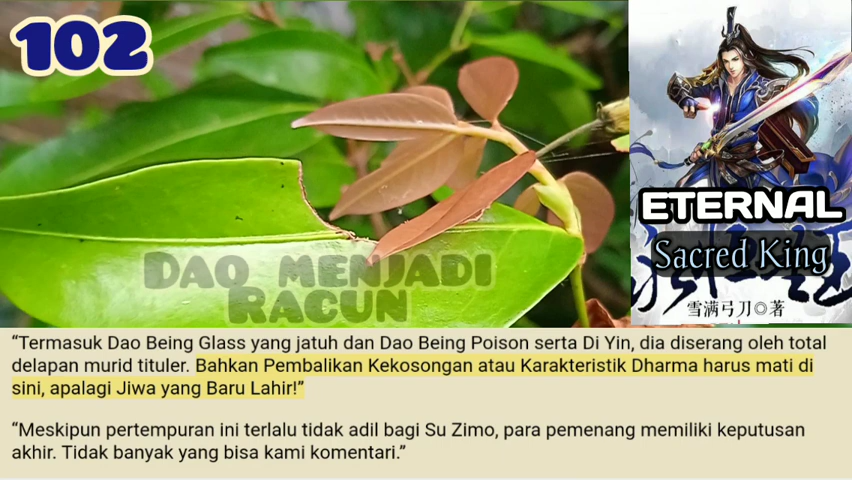 102
DAO MENJADI
RACUN
ETERNAL
Sacred King
雪满弓刀◎著
“Termasuk Dao Being Glass yang jatuh dan Dao Being Poison serta Di Yin, dia diserang oleh total
delapan murid tituler. Bahkan Pembalikan Kekosongan atau Karakteristik Dharma harus mati di
sini, apalagi Jiwa yang Baru Lahir!”
“Meskipun pertempuran ini terlalu tidak adil bagi Su Zimo, para pemenang memiliki keputusan
akhir. Tidak banyak yang bisa kami komentari.”